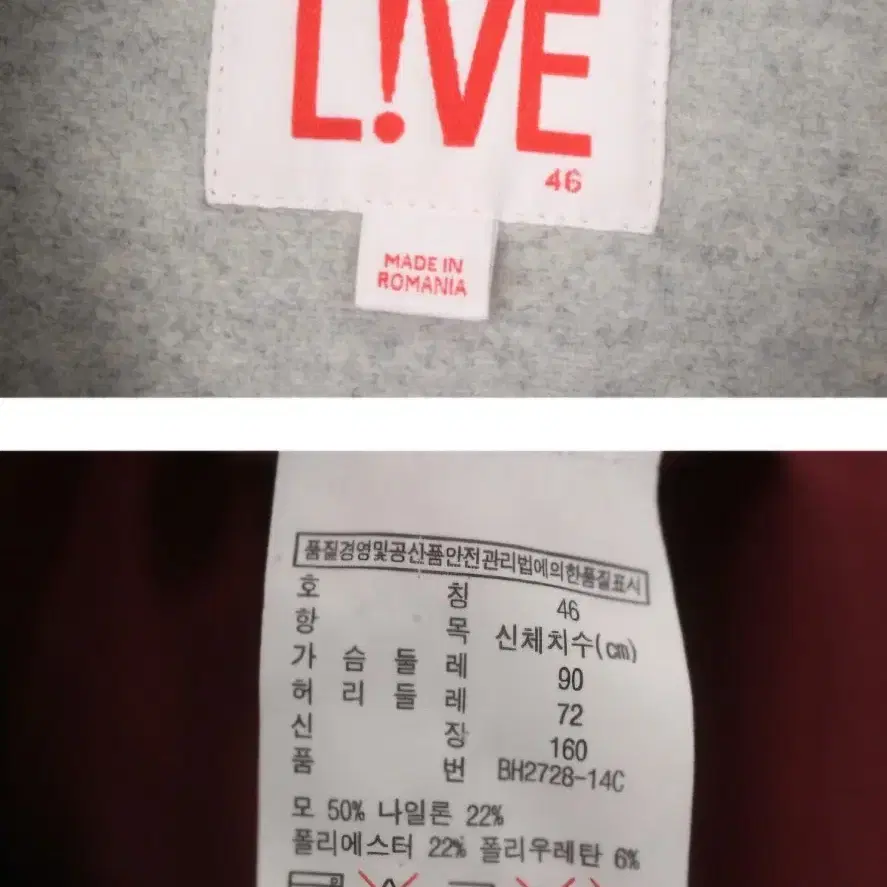 L!VE
46
MADE IN
ROMANIA
품질경영및공산품안전관리법에의한품질표시
호 칭 46
항 목 신체치수(cm)
가 슴 둘 레 90
허 리 둘 레 72
신 장 160
품 번 BH2728-14C
모 50% 나일론 22%
폴리에스터 22% 폴리우레탄 6%